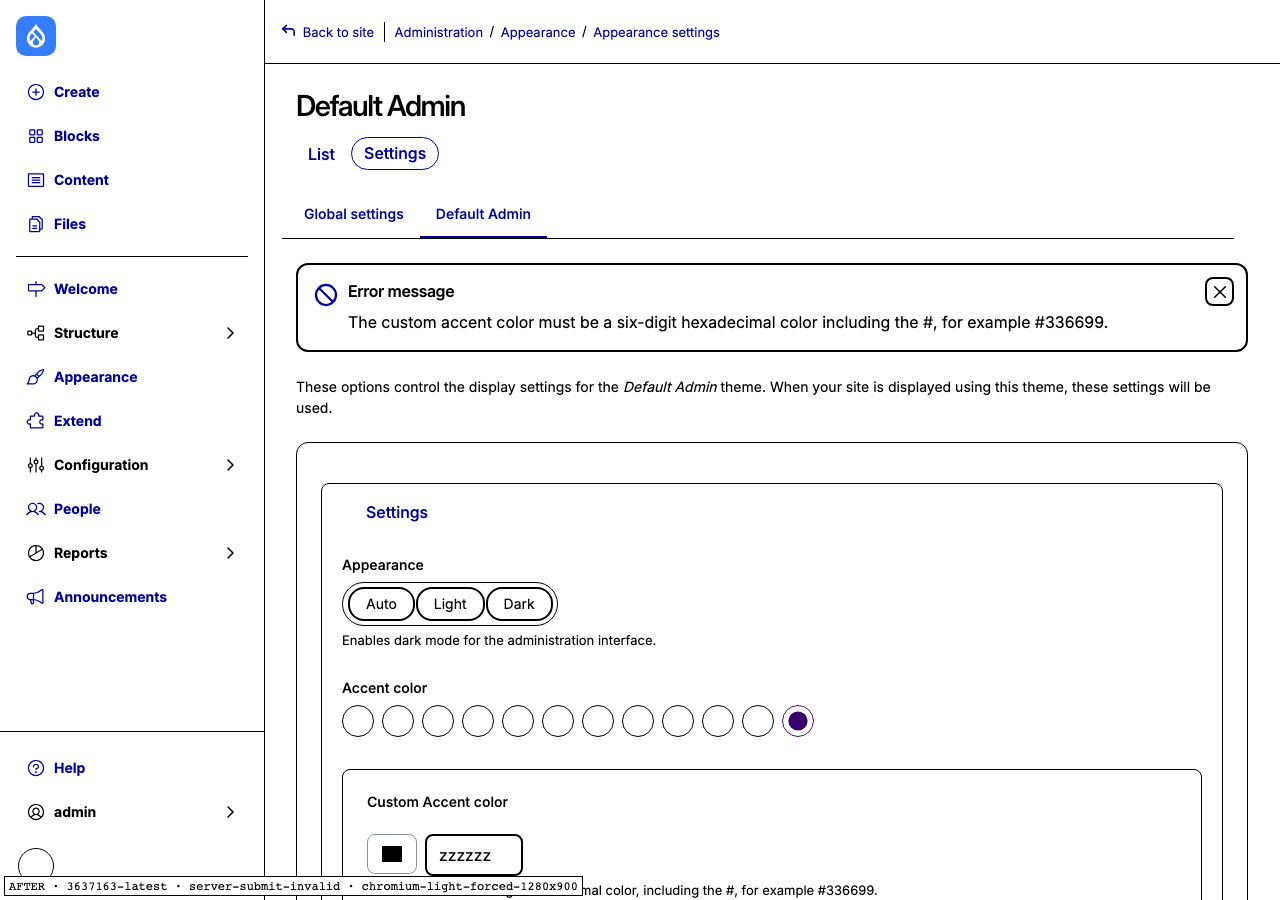 Back to site
Administration / Appearance / Appearance settings
Create
Blocks
Content
Files
Welcome
Structure
Appearance
Extend
Configuration
People
Reports
Announcements
Help
admin
Default Admin
List
Settings
Global settings
Default Admin
Error message
The custom accent color must be a six-digit hexadecimal color including the #, for example #336699.
These options control the display settings for the Default Admin theme. When your site is displayed using this theme, these settings will be
used.
Settings
Appearance
Auto
Light
Dark
Enables dark mode for the administration interface.
Accent color
Custom Accent color
zzzzzz
color, including the #, for example #336699.
AFTER · 3637163-latest · server-submit-invalid · chromium-light-forced-1280x900